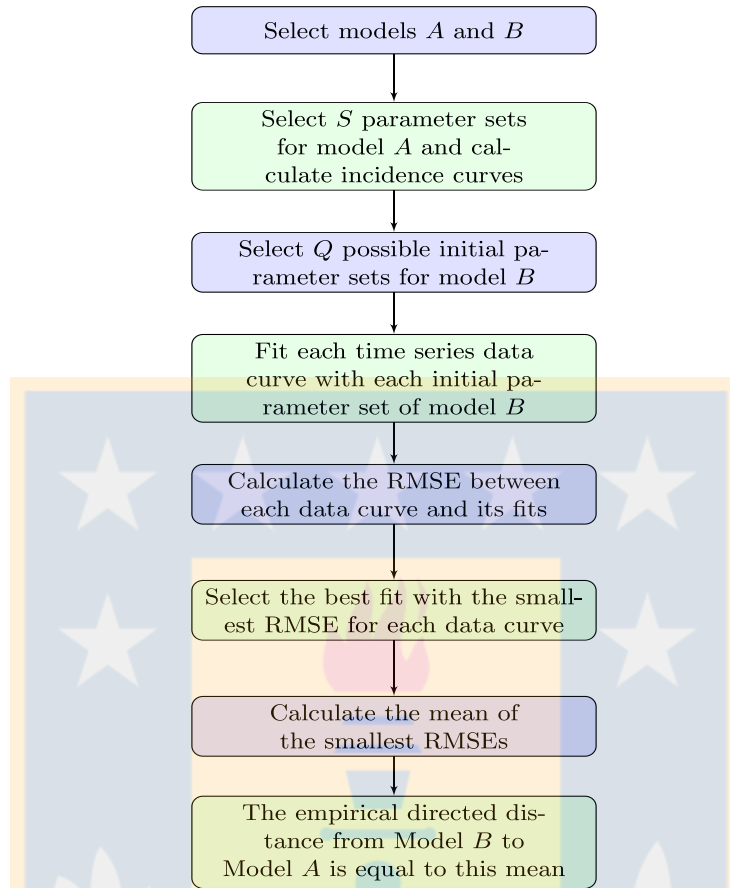 Select models A and B
Select S parameter sets
for model A and cal-
culate incidence curves
Select Q possible initial pa-
rameter sets for model B
Fit each time series data
curve with each initial pa-
rameter set of model B
Calculate the RMSE between
each data curve and its fits
Select the best fit with the small-
est RMSE for each data curve
Calculate the mean of
the smallest RMSEs
The empirical directed dis-
tance from Model B to
Model A is equal to this mean